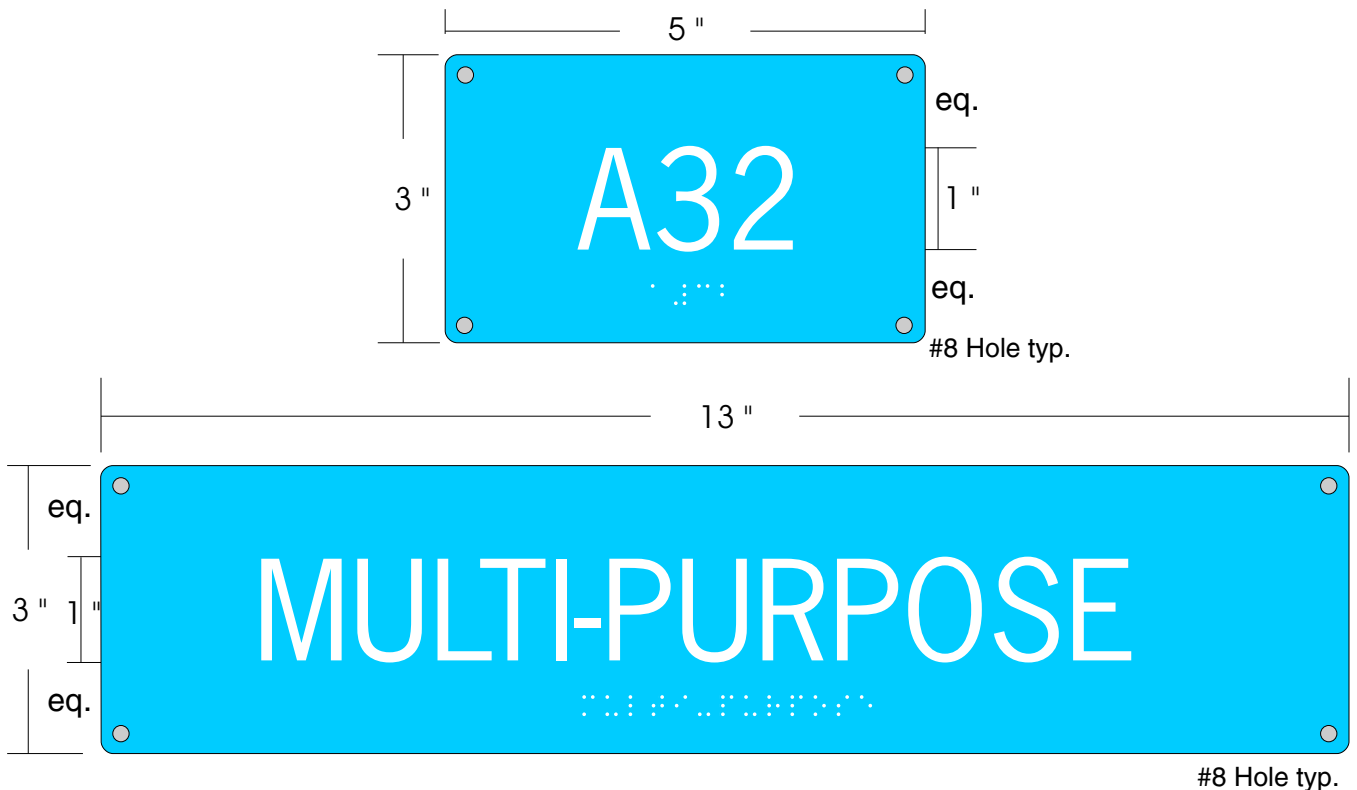 5 "
eq.
A32
3 "
1 "
⠁ ⠼⠉⠃
eq.
#8 Hole typ.
13 "
eq.
MULTI-PURPOSE
3 "
1 "
eq.
#8 Hole typ.